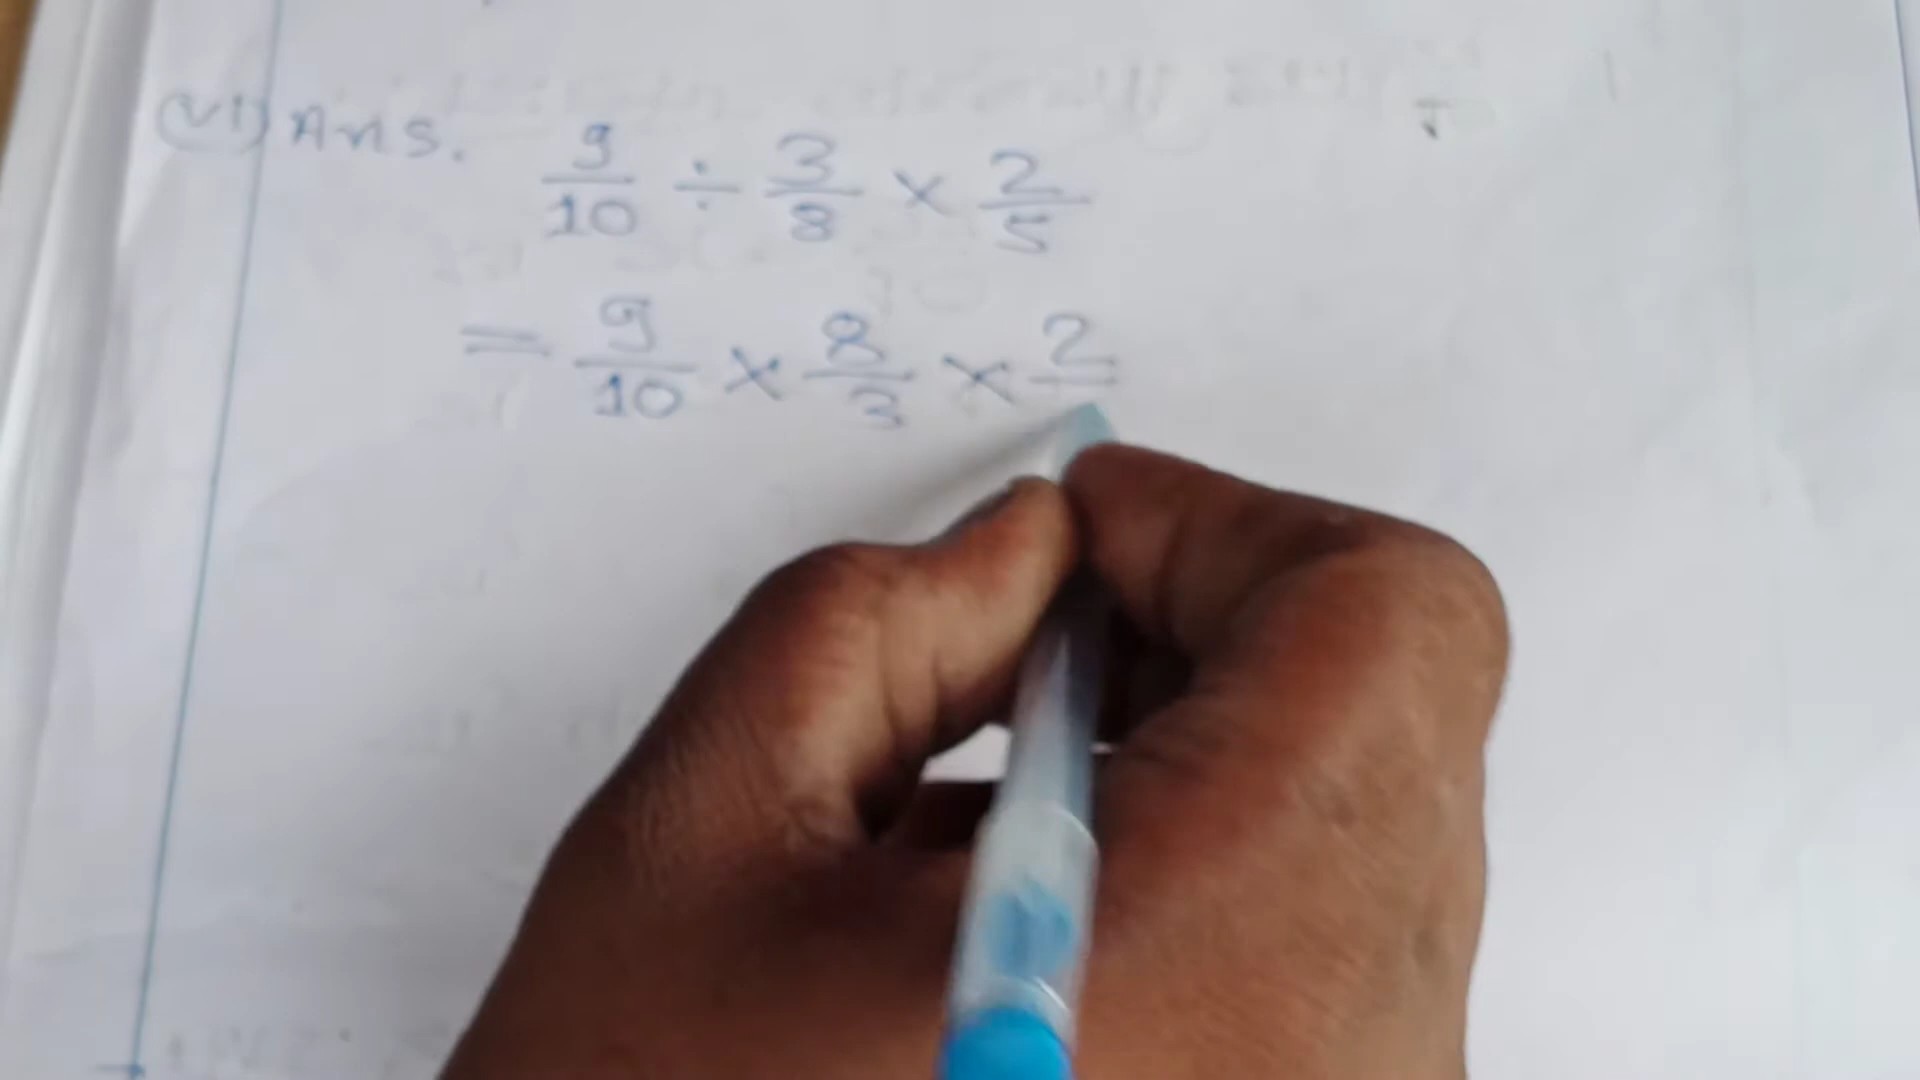 (vi) Ans. 9/10 ÷ 3/8 × 2/5
= 9/10 × 8/3 × 2/